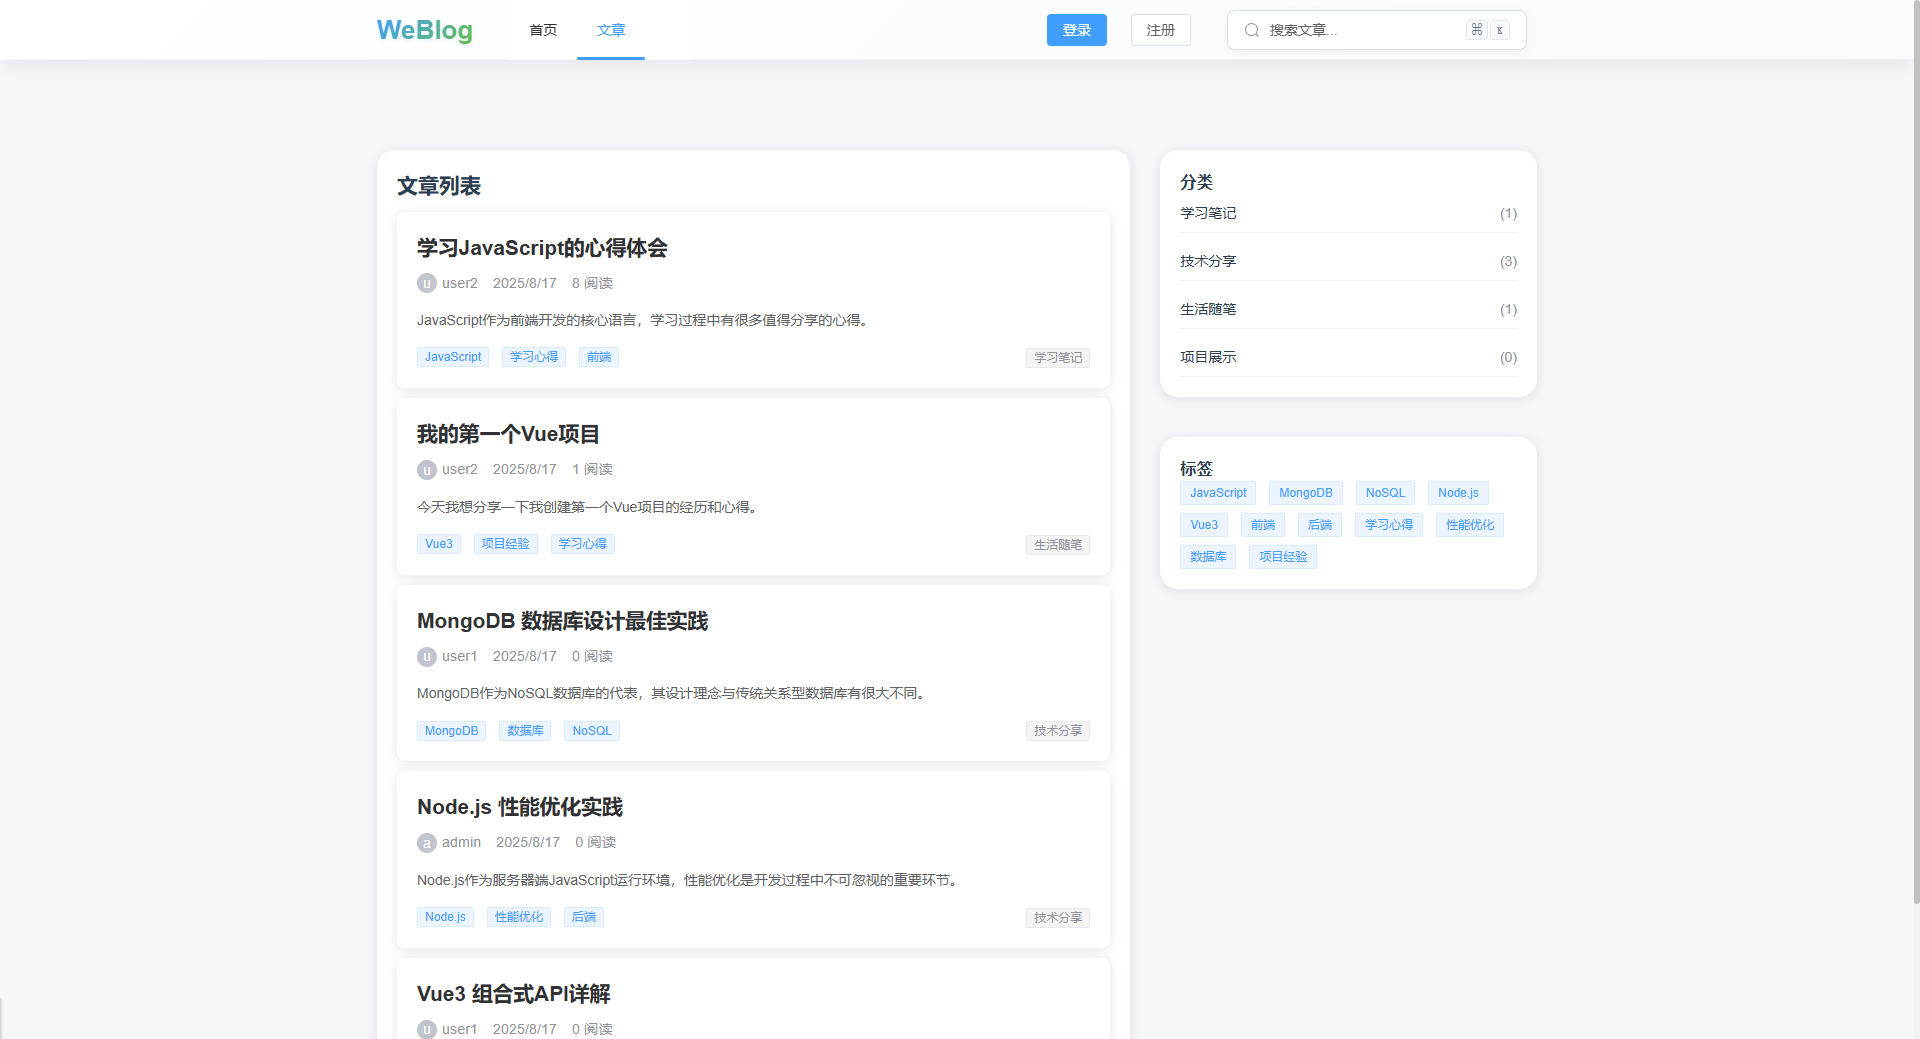 WeBlog 首页 文章 登录 注册 搜索文章... ⌘ K
文章列表
学习JavaScript的心得体会
u user2 2025/8/17 8 阅读
JavaScript作为前端开发的核心语言，学习过程中有很多值得分享的心得。
JavaScript 学习心得 前端 学习笔记
我的第一个Vue项目
u user2 2025/8/17 1 阅读
今天我想分享一下我创建第一个Vue项目的经历和心得。
Vue3 项目经验 学习心得 生活随笔
MongoDB 数据库设计最佳实践
u user1 2025/8/17 0 阅读
MongoDB作为NoSQL数据库的代表，其设计理念与传统关系型数据库有很大不同。
MongoDB 数据库 NoSQL 技术分享
Node.js 性能优化实践
a admin 2025/8/17 0 阅读
Node.js作为服务器端JavaScript运行环境，性能优化是开发过程中不可忽视的重要环节。
Node.js 性能优化 后端 技术分享
Vue3 组合式API详解
u user1 2025/8/17 0 阅读
分类
学习笔记 (1)
技术分享 (3)
生活随笔 (1)
项目展示 (0)
标签
JavaScript MongoDB NoSQL Node.js
Vue3 前端 后端 学习心得 性能优化
数据库 项目经验